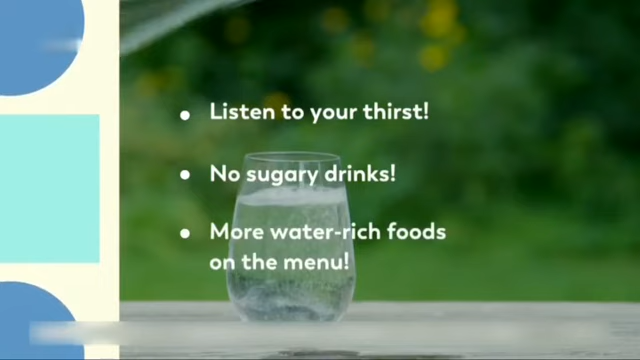 • Listen to your thirst!
• No sugary drinks!
• More water-rich foods
on the menu!